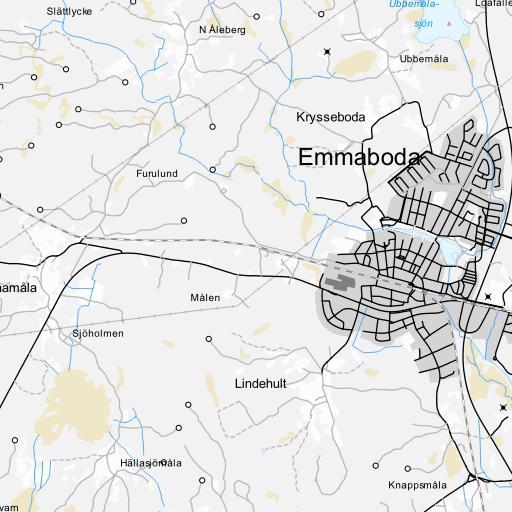 Slättlycke
N Åleberg
Ubbemåla-
sjön
Ubbemåla
Krysseboda
Emmaboda
Furulund
Målen
Sjöholmen
Lindehult
Hällasjömåla
Knappsmåla